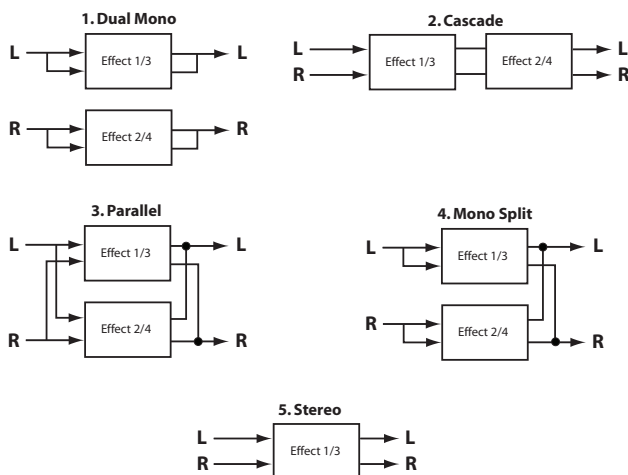 1. Dual Mono
L
Effect 1/3
L
R
Effect 2/4
R
2. Cascade
L
R
Effect 1/3
Effect 2/4
L
R
3. Parallel
L
Effect 1/3
L
R
Effect 2/4
R
4. Mono Split
L
Effect 1/3
L
R
Effect 2/4
R
5. Stereo
L
R
Effect 1/3
L
R